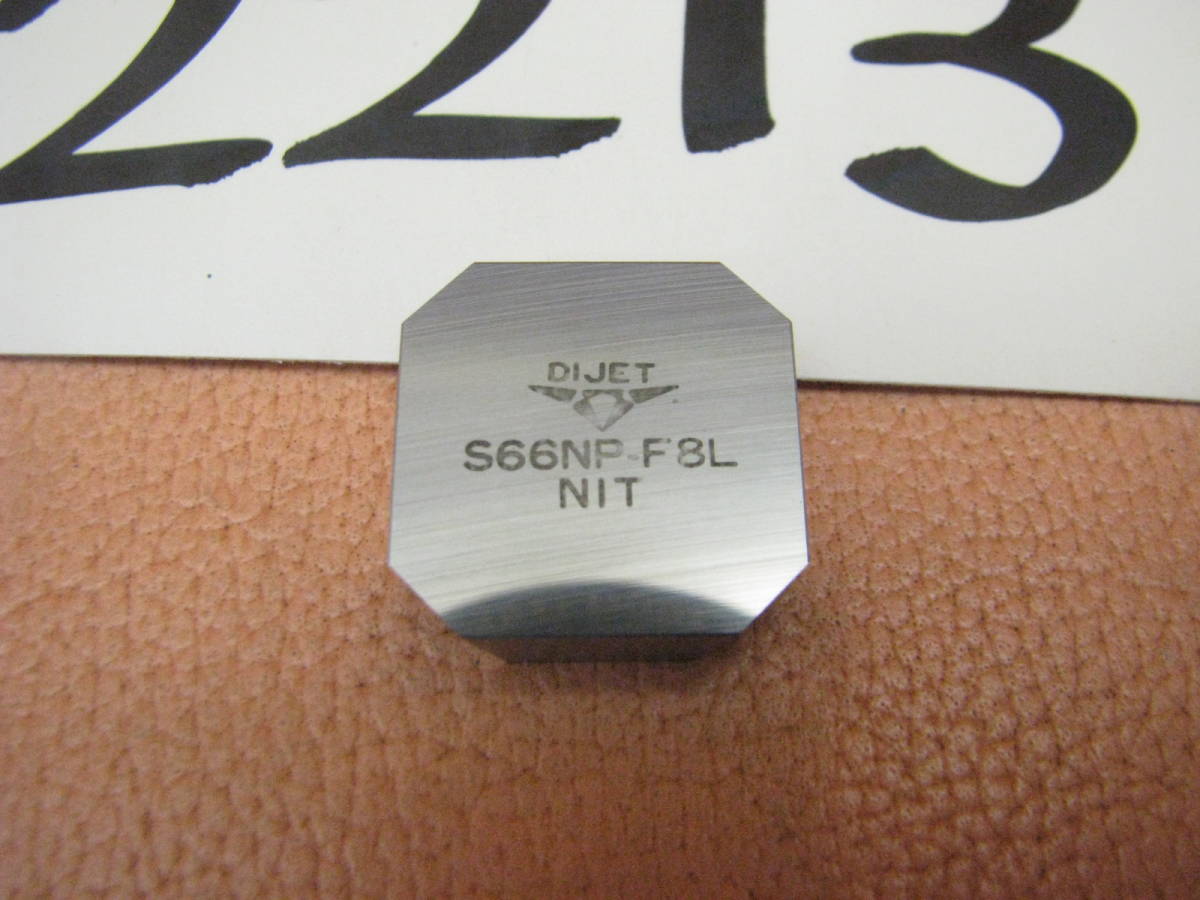 2213
DIJET
S66NP-F8L
NIT